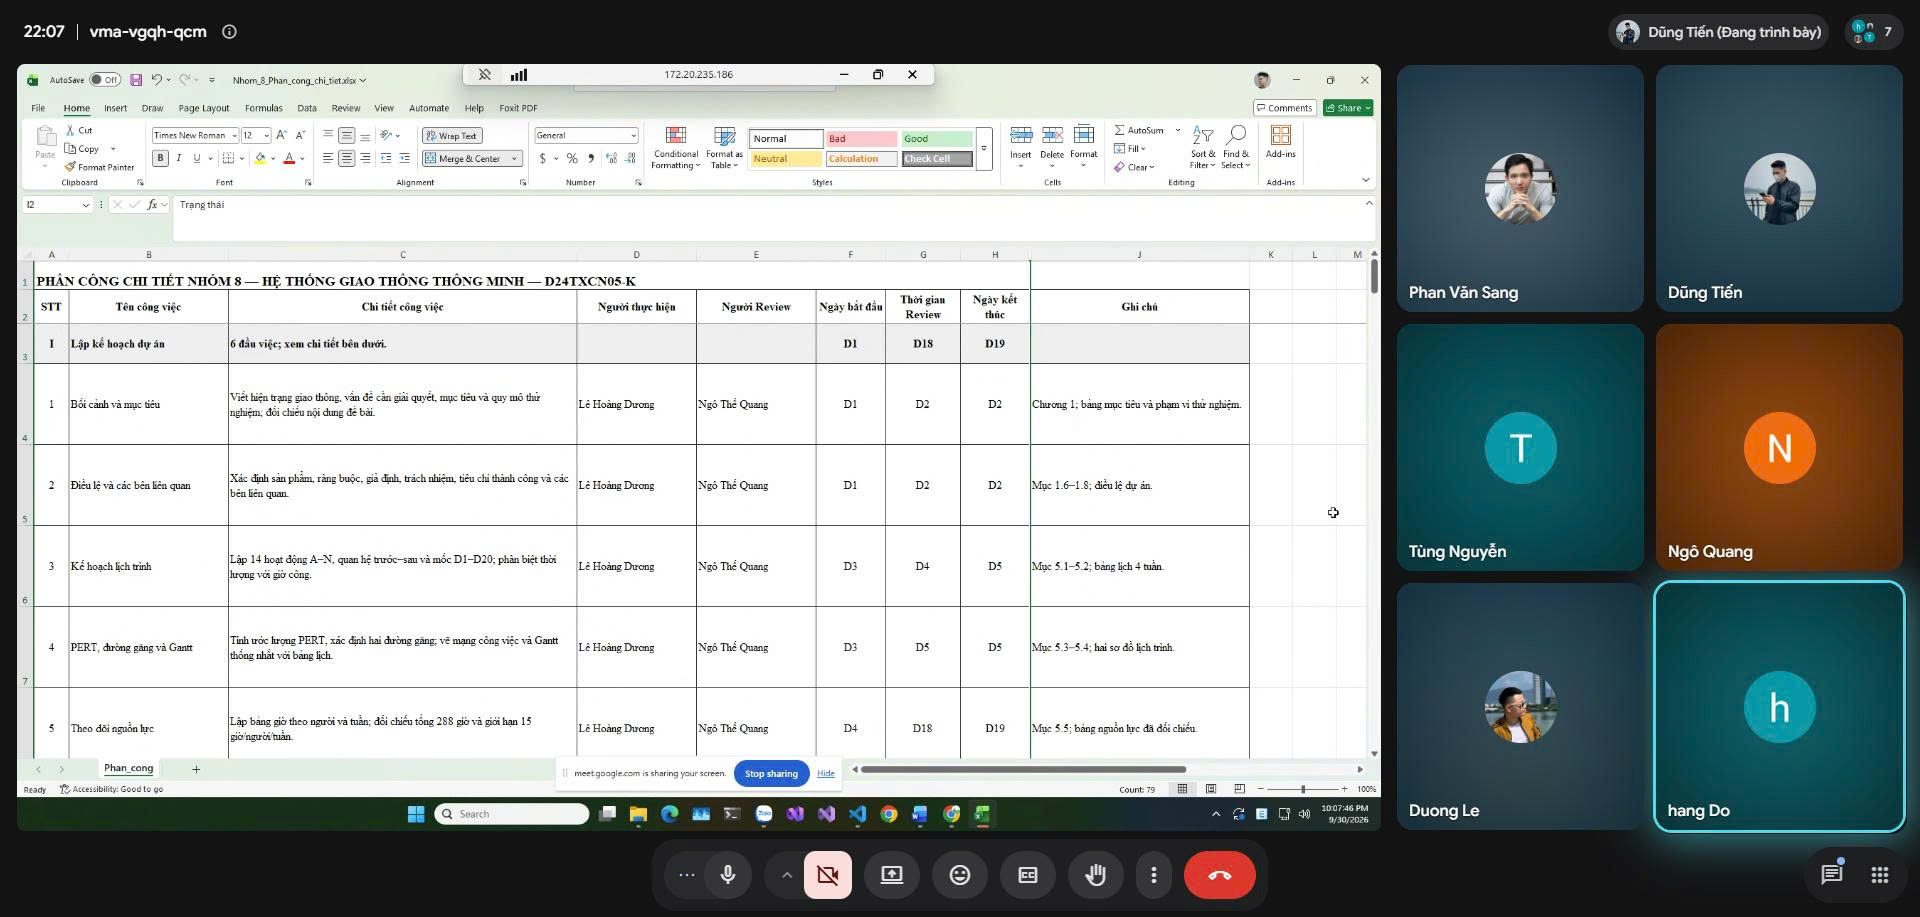 22:07 | vma-vgqh-qcm
Dũng Tiến (Đang trình bày)
7
AutoSave Off
Nhom_8_Phan_cong_chi_tiet.xlsx
172.20.235.186
File Home Insert Draw Page Layout Formulas Data Review View Automate Help Foxit PDF
Comments Share
Paste
Cut
Copy
Format Painter
Clipboard
Times New Roman 12
B I U
Font
Wrap Text
Merge & Center
Alignment
General
$ %
Number
Conditional Formatting
Format as Table
Normal Bad Good
Neutral Calculation Check Cell
Styles
Insert Delete Format
Cells
AutoSum
Fill
Clear
Sort & Filter
Find & Select
Editing
Add-ins
Add-ins
I2
fx
Trạng thái
A B C D E F G H J K L M
1 PHÂN CÔNG CHI TIẾT NHÓM 8 — HỆ THỐNG GIAO THÔNG THÔNG MINH — D24TXCN05-K
2 STT Tên công việc Chi tiết công việc Người thực hiện Người Review Ngày bắt đầu Thời gian Review Ngày kết thúc Ghi chú
3 I Lập kế hoạch dự án 6 đầu việc; xem chi tiết bên dưới. D1 D18 D19
4 1 Bối cảnh và mục tiêu Viết hiện trạng giao thông, vấn đề cần giải quyết, mục tiêu và quy mô thử nghiệm; đối chiếu nội dung đề bài. Lê Hoàng Dương Ngô Thế Quang D1 D2 D2 Chương 1; bảng mục tiêu và phạm vi thử nghiệm.
5 2 Điều lệ và các bên liên quan Xác định sản phẩm, ràng buộc, giả định, trách nhiệm, tiêu chí thành công và các bên liên quan. Lê Hoàng Dương Ngô Thế Quang D1 D2 D2 Mục 1.6–1.8; điều lệ dự án.
6 3 Kế hoạch lịch trình Lập 14 hoạt động A–N, quan hệ trước–sau và mốc D1–D20; phân biệt thời lượng với giờ công. Lê Hoàng Dương Ngô Thế Quang D3 D4 D5 Mục 5.1–5.2; bảng lịch 4 tuần.
7 4 PERT, đường găng và Gantt Tính ước lượng PERT, xác định hai đường găng; vẽ mạng công việc và Gantt thống nhất với bảng lịch. Lê Hoàng Dương Ngô Thế Quang D3 D5 D5 Mục 5.3–5.4; hai sơ đồ lịch trình.
5 Theo dõi nguồn lực Lập bảng giờ theo người và tuần; đối chiếu tổng 288 giờ và giới hạn 15 giờ/người/tuần. Lê Hoàng Dương Ngô Thế Quang D4 D18 D19 Mục 5.5; bảng nguồn lực đã đối chiếu.
Phan_cong
meet.google.com is sharing your screen. Stop sharing Hide
Ready Accessibility: Good to go
Count: 79
100%
Search
Zalo
10:07:46 PM
9/30/2026
Phan Văn Sang
Dũng Tiến
T
Tùng Nguyễn
N
Ngô Quang
Duong Le
h
hang Do